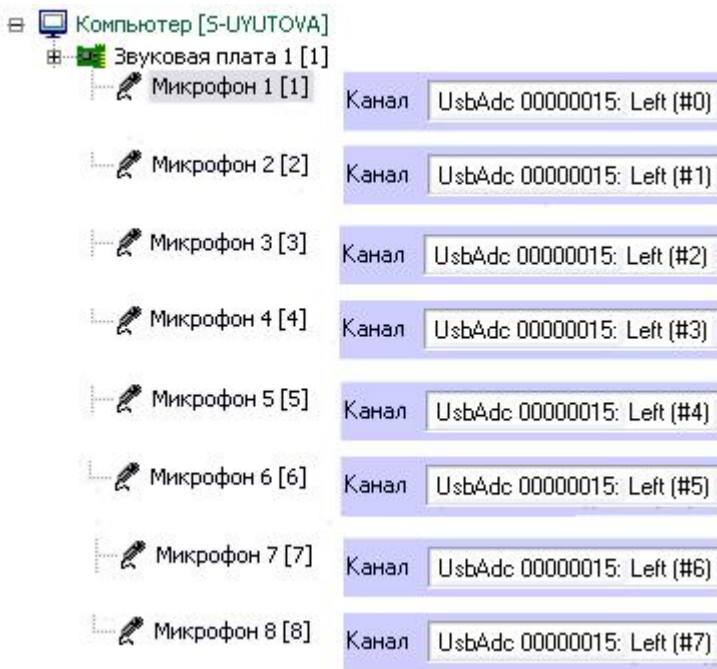 Компьютер [S-UYUTOVA]
Звуковая плата 1 [1]
Микрофон 1 [1] Канал UsbAdc 00000015: Left (#0)
Микрофон 2 [2] Канал UsbAdc 00000015: Left (#1)
Микрофон 3 [3] Канал UsbAdc 00000015: Left (#2)
Микрофон 4 [4] Канал UsbAdc 00000015: Left (#3)
Микрофон 5 [5] Канал UsbAdc 00000015: Left (#4)
Микрофон 6 [6] Канал UsbAdc 00000015: Left (#5)
Микрофон 7 [7] Канал UsbAdc 00000015: Left (#6)
Микрофон 8 [8] Канал UsbAdc 00000015: Left (#7)